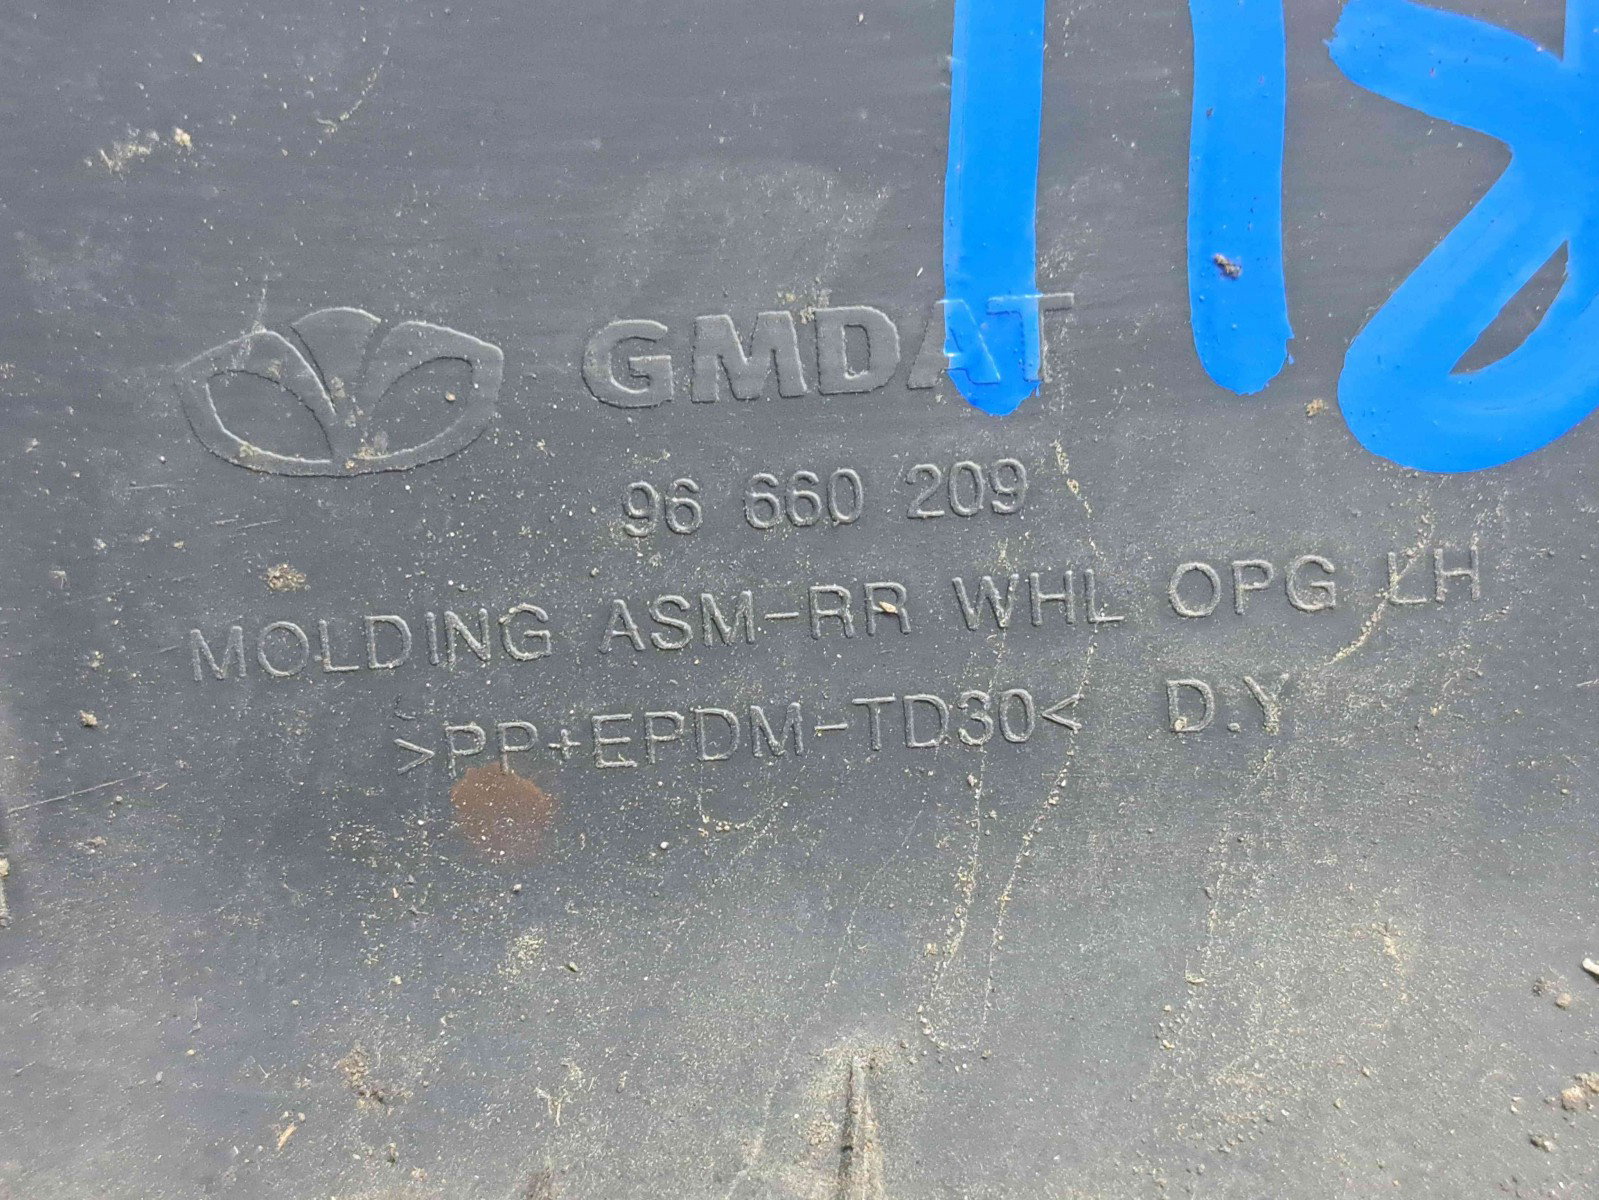 GMDAT
96 660 209
MOLDING ASM-RR WHL OPG LH
>PP+EPDM-TD30< D.Y